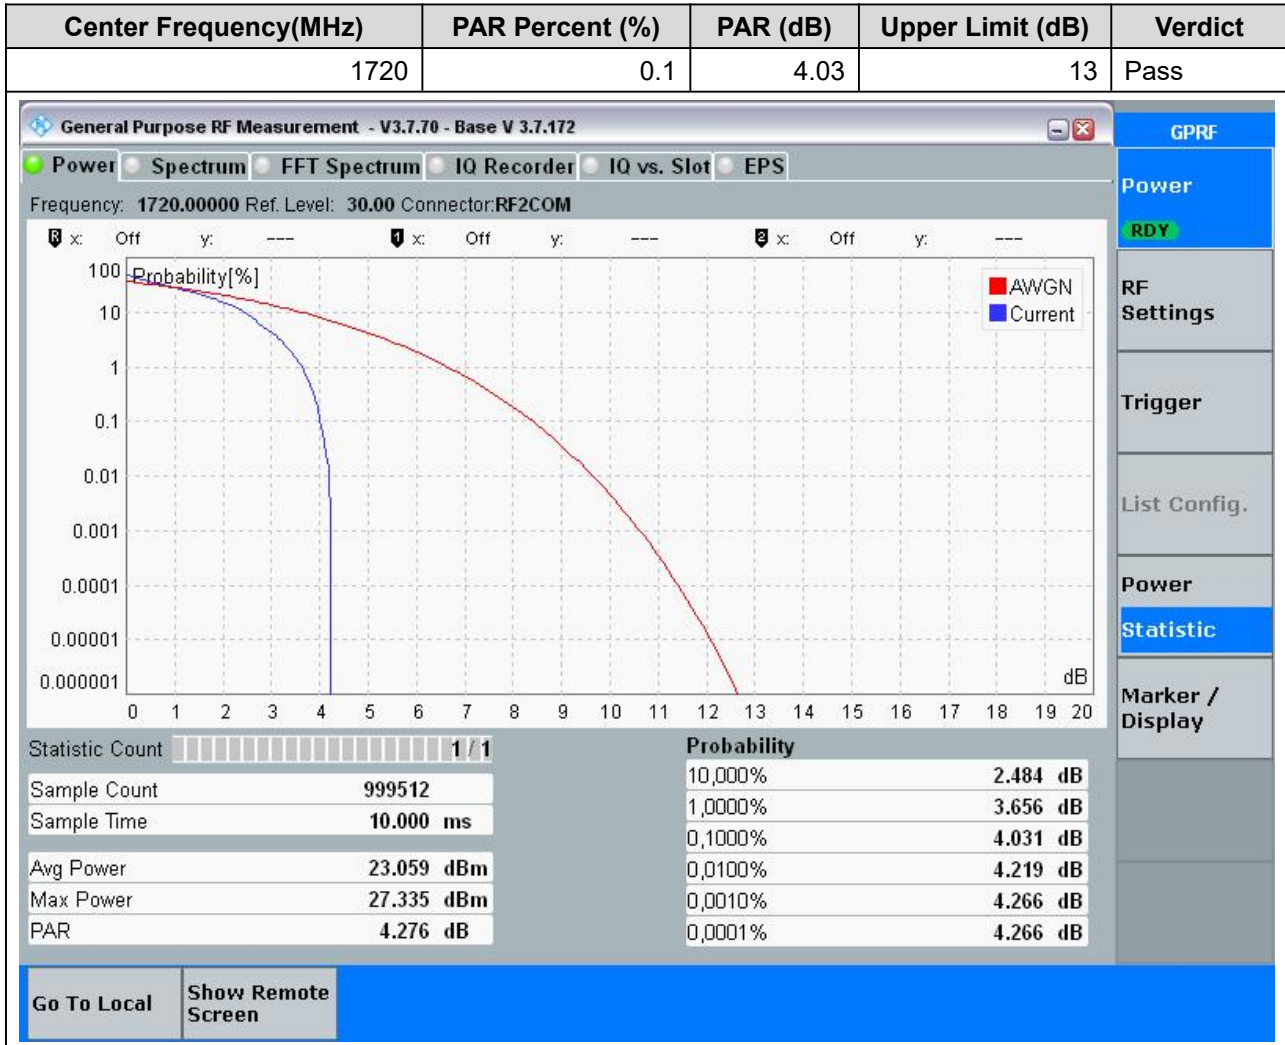 Center Frequency(MHz) PAR Percent (%) PAR (dB) Upper Limit (dB) Verdict
1720 0.1 4.03 13 Pass
General Purpose RF Measurement - V3.7.70 - Base V 3.7.172
GPRF
Power Spectrum FFT Spectrum IQ Recorder IQ vs. Slot EPS
Frequency: 1720.00000 Ref. Level: 30.00 Connector:RF2COM
R x: Off y: --- 1 x: Off y: --- 2 x: Off y: ---
Probability[%]
AWGN
Current
100
10
1
0.1
0.01
0.001
0.0001
0.00001
0.000001
dB
0 1 2 3 4 5 6 7 8 9 10 11 12 13 14 15 16 17 18 19 20
Statistic Count 1 / 1
Sample Count 999512
Sample Time 10.000 ms
Avg Power 23.059 dBm
Max Power 27.335 dBm
PAR 4.276 dB
Probability
10,000% 2.484 dB
1,0000% 3.656 dB
0,1000% 4.031 dB
0,0100% 4.219 dB
0,0010% 4.266 dB
0,0001% 4.266 dB
Power
RDY
RF
Settings
Trigger
List Config.
Power
Statistic
Marker /
Display
Go To Local
Show Remote
Screen